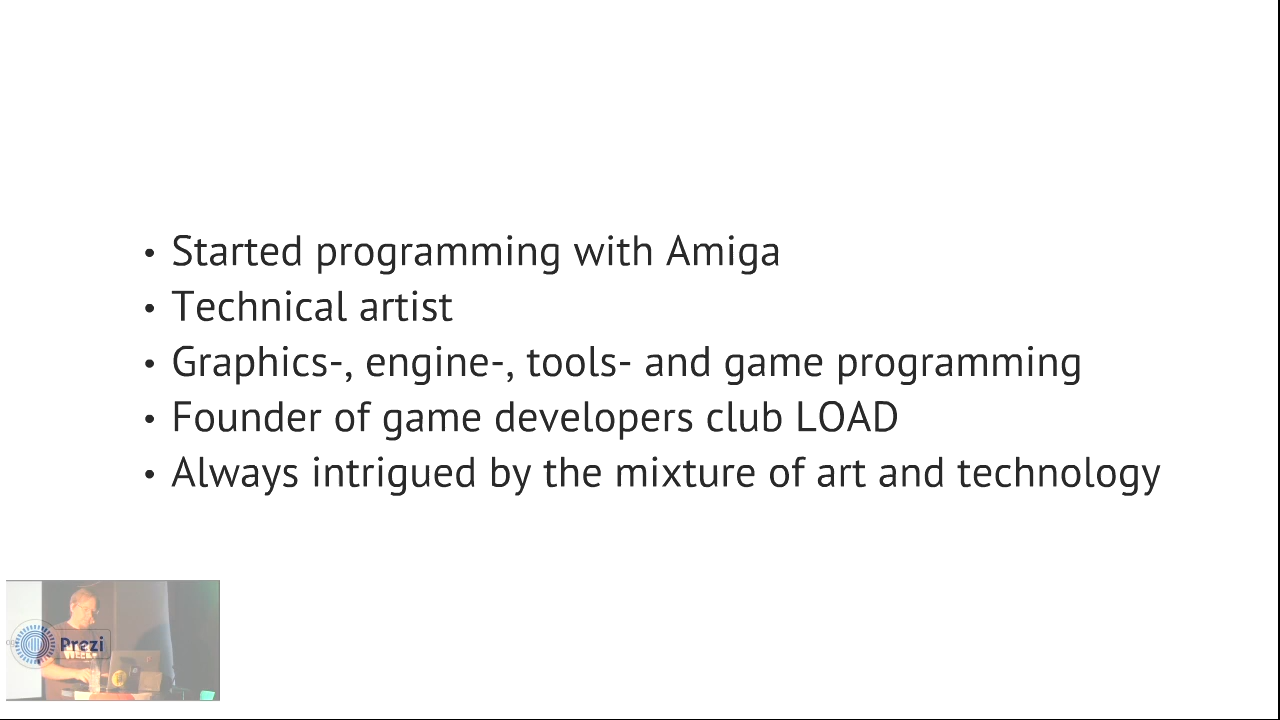 • Started programming with Amiga
• Technical artist
• Graphics-, engine-, tools- and game programming
• Founder of game developers club LOAD
• Always intrigued by the mixture of art and technology
Prezi